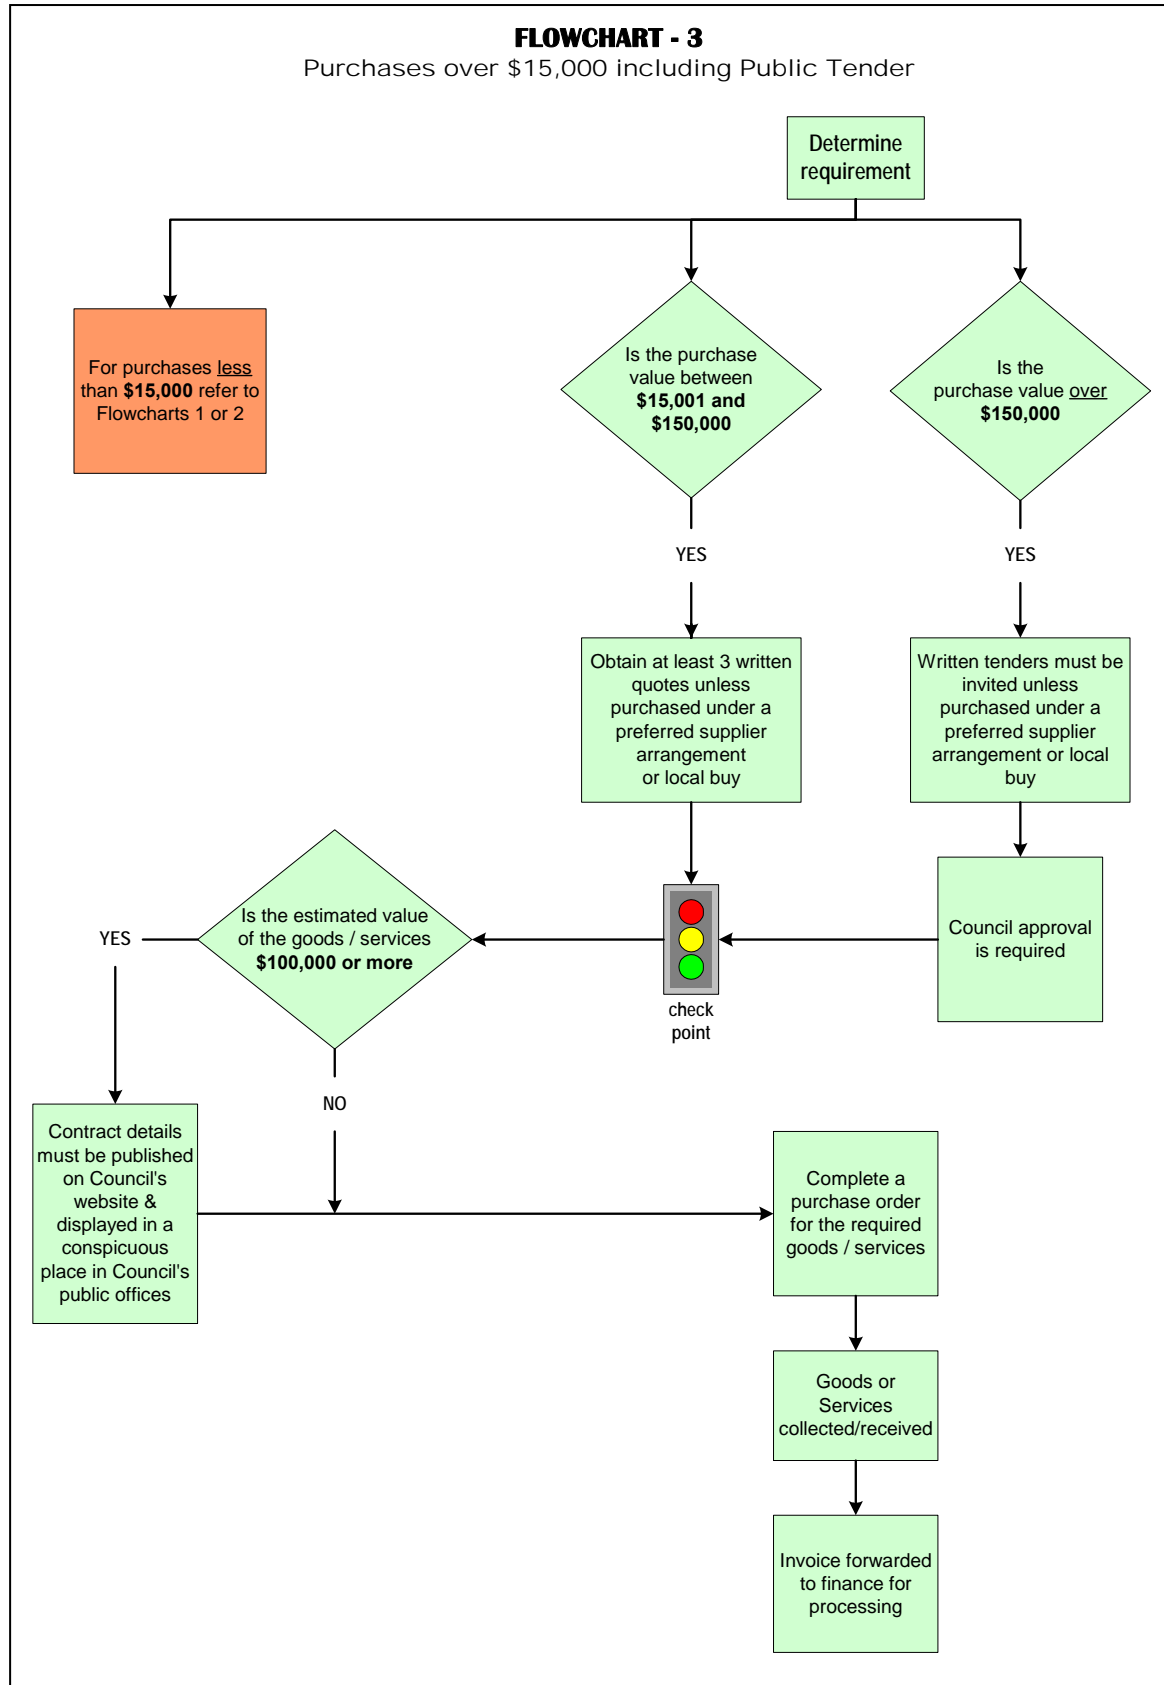 FLOWCHART - 3
Purchases over $15,000 including Public Tender
Determine
requirement
For purchases less
than $15,000 refer to
Flowcharts 1 or 2
Is the purchase
value between
$15,001 and
$150,000
Is the
purchase value over
$150,000
YES
YES
Obtain at least 3 written
quotes unless
purchased under a
preferred supplier
arrangement
or local buy
Written tenders must be
invited unless
purchased under a
preferred supplier
arrangement or local
buy
Is the estimated value
of the goods / services
$100,000 or more
YES
check
point
Council approval
is required
NO
Contract details
must be published
on Council's
website &
displayed in a
conspicuous
place in Council's
public offices
Complete a
purchase order
for the required
goods / services
Goods or
Services
collected/received
Invoice forwarded
to finance for
processing